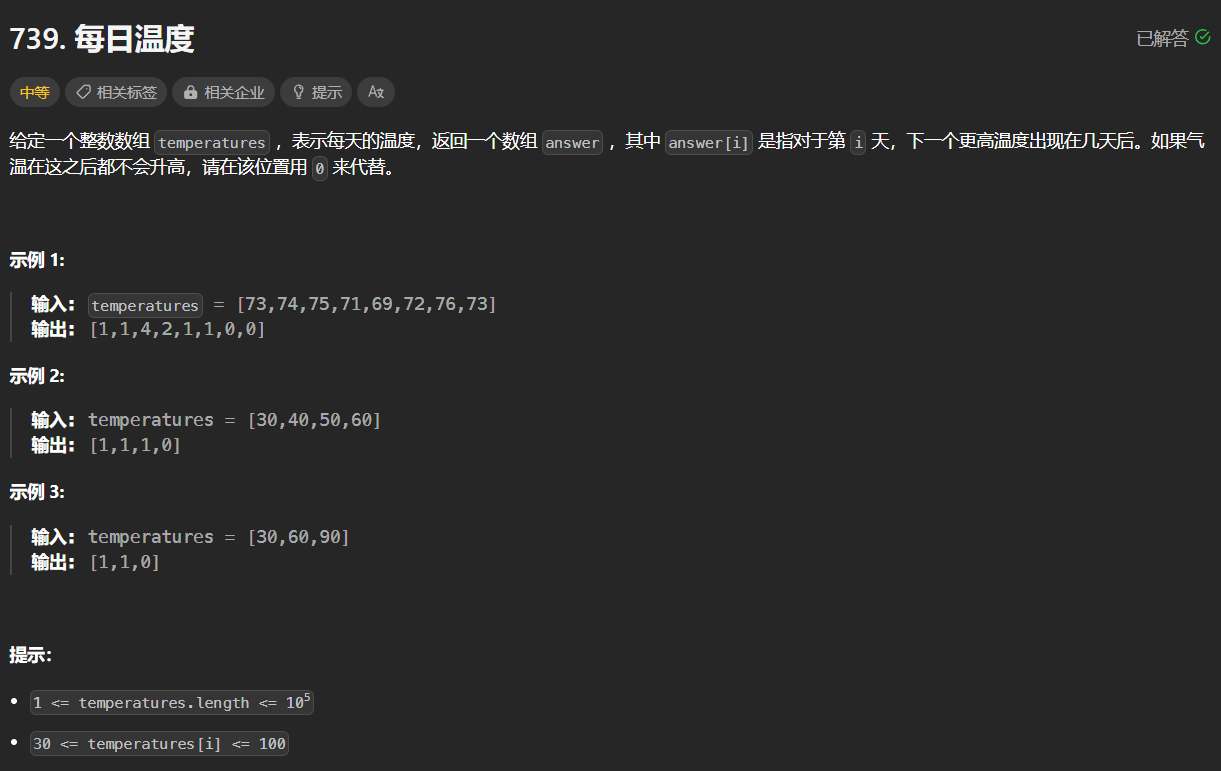 739. 每日温度
已解答
中等 相关标签 相关企业 提示 Aあ
给定一个整数数组 temperatures ，表示每天的温度，返回一个数组 answer ，其中 answer[i] 是指对于第 i 天，下一个更高温度出现在几天后。如果气
温在这之后都不会升高，请在该位置用 0 来代替。
示例 1:
输入: temperatures = [73,74,75,71,69,72,76,73]
输出: [1,1,4,2,1,1,0,0]
示例 2:
输入: temperatures = [30,40,50,60]
输出: [1,1,1,0]
示例 3:
输入: temperatures = [30,60,90]
输出: [1,1,0]
提示：
• 1 <= temperatures.length <= 10⁵
• 30 <= temperatures[i] <= 100